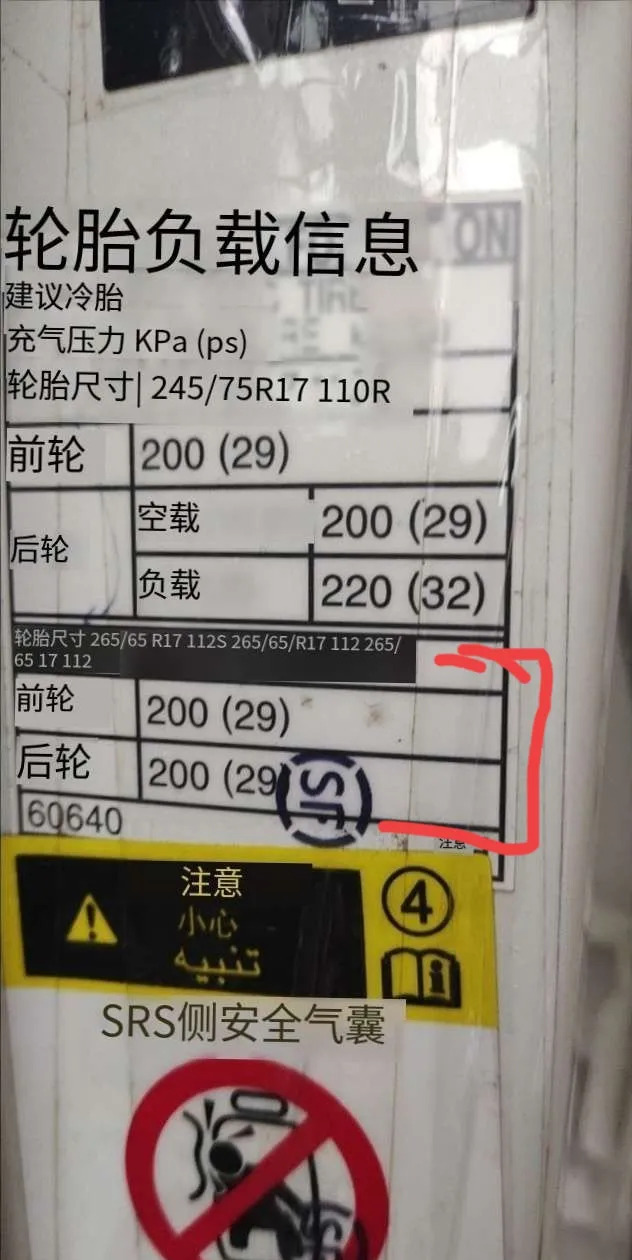 轮胎负载信息
ON
建议冷胎
TIRE
充气压力 KPa (ps)
轮胎尺寸| 245/75R17 110R
前轮 200 (29)
后轮 空载 200 (29)
负载 220 (32)
轮胎尺寸 265/65 R17 112S 265/65/R17 112 265/
65 17 112
前轮 200 (29)
后轮 200 (29)
60640
注意
注意
4
小心
تنبيه
SRS侧安全气囊